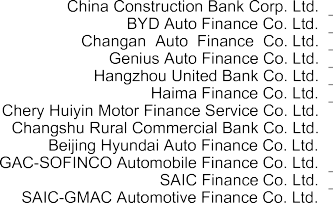 China Construction Bank Corp. Ltd.
BYD Auto Finance Co. Ltd.
Changan Auto Finance Co. Ltd.
Genius Auto Finance Co. Ltd.
Hangzhou United Bank Co. Ltd.
Haima Finance Co. Ltd.
Chery Huiyin Motor Finance Service Co. Ltd.
Changshu Rural Commercial Bank Co. Ltd.
Beijing Hyundai Auto Finance Co. Ltd.
GAC-SOFINCO Automobile Finance Co. Ltd.
SAIC Finance Co. Ltd.
SAIC-GMAC Automotive Finance Co. Ltd.